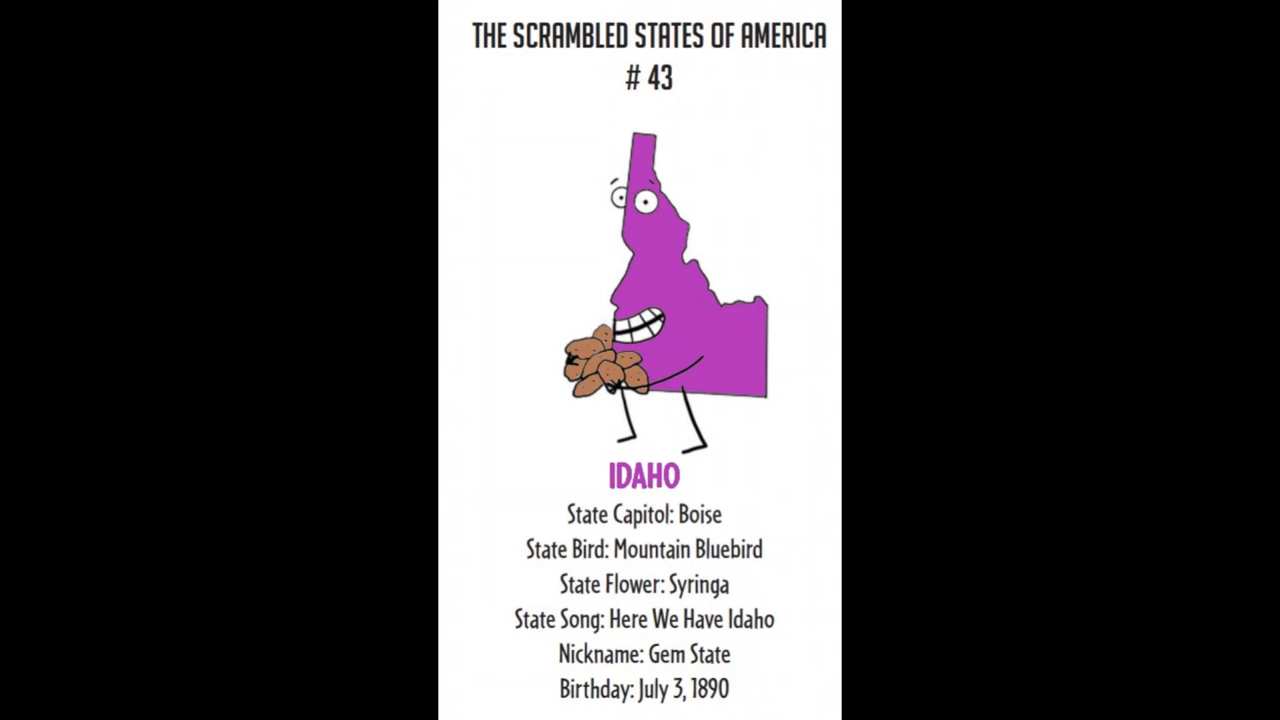 THE SCRAMBLED STATES OF AMERICA
# 43
IDAHO
State Capitol: Boise
State Bird: Mountain Bluebird
State Flower: Syringa
State Song: Here We Have Idaho
Nickname: Gem State
Birthday: July 3, 1890